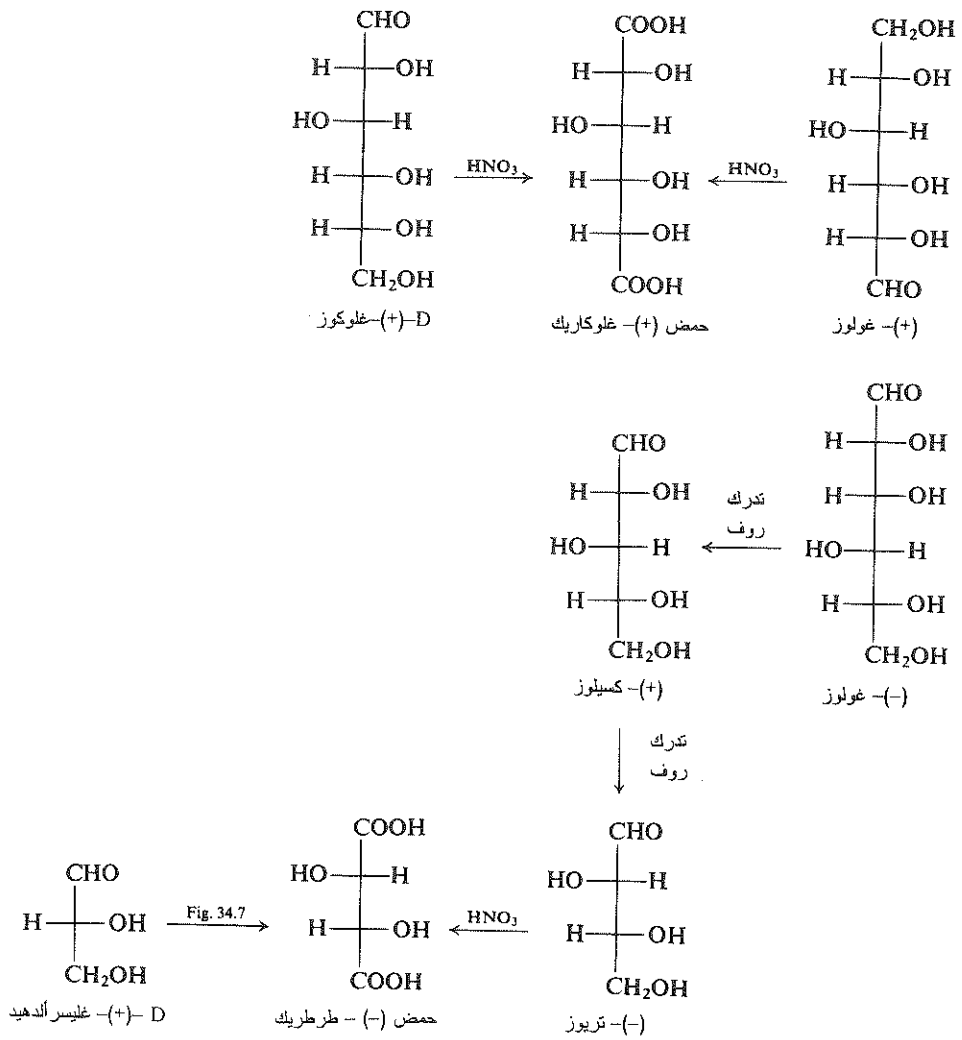 CHO
H OH
HO H
H OH
H OH
CH₂OH
D-(+)-غلوكوز
HNO₃
COOH
H OH
HO H
H OH
H OH
COOH
حمض (+)- غلوكاريك
HNO₃
CH₂OH
H OH
HO H
H OH
H OH
CHO
(+)- غولوز
CHO
H OH
H OH
HO H
H OH
CH₂OH
(-)- غولوز
تدرك
روف
CHO
H OH
HO H
H OH
CH₂OH
(+)- كسيلوز
تدرك
روف
CHO
HO H
H OH
CH₂OH
(-)- تريوز
HNO₃
COOH
HO H
H OH
COOH
حمض (-) - طرطريك
Fig. 34.7
CHO
H OH
CH₂OH
D -(+)- غليسرألدهيد